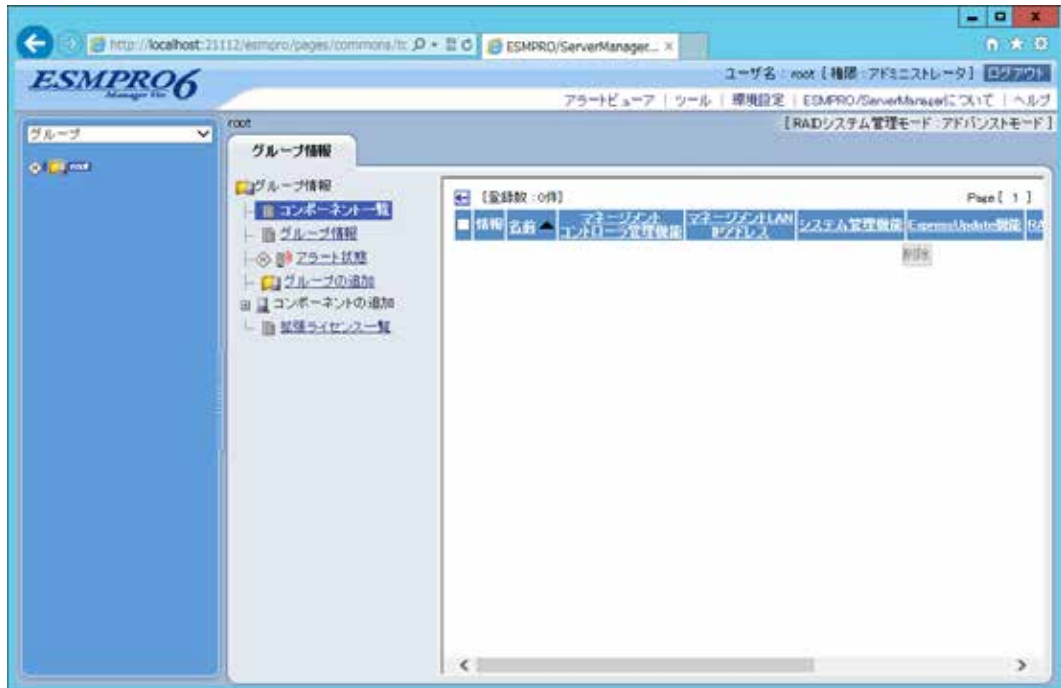 http://localhost:21112/esmpro/pages/commons/
ESMPRO/ServerManager...
ESMPRO6
Manager
ユーザ名 : root [ 権限 : アドミニストレータ ] ログアウト
アラートビューア | ツール | 環境設定 | ESMPRO/ServerManagerについて | ヘルプ
グループ
root
root
[ RAIDシステム管理モード : アドバンストモード ]
グループ情報
グループ情報
コンポーネント一覧
グループ情報
アラート状態
グループの追加
コンポーネントの追加
拡張ライセンス一覧
[登録数 : 0件]
Page[ 1 ]
情報 名前▲ マネージメントコントローラ管理機能 マネージメントLAN IPアドレス システム管理機能 ExpressUpdate機能 RA
削除